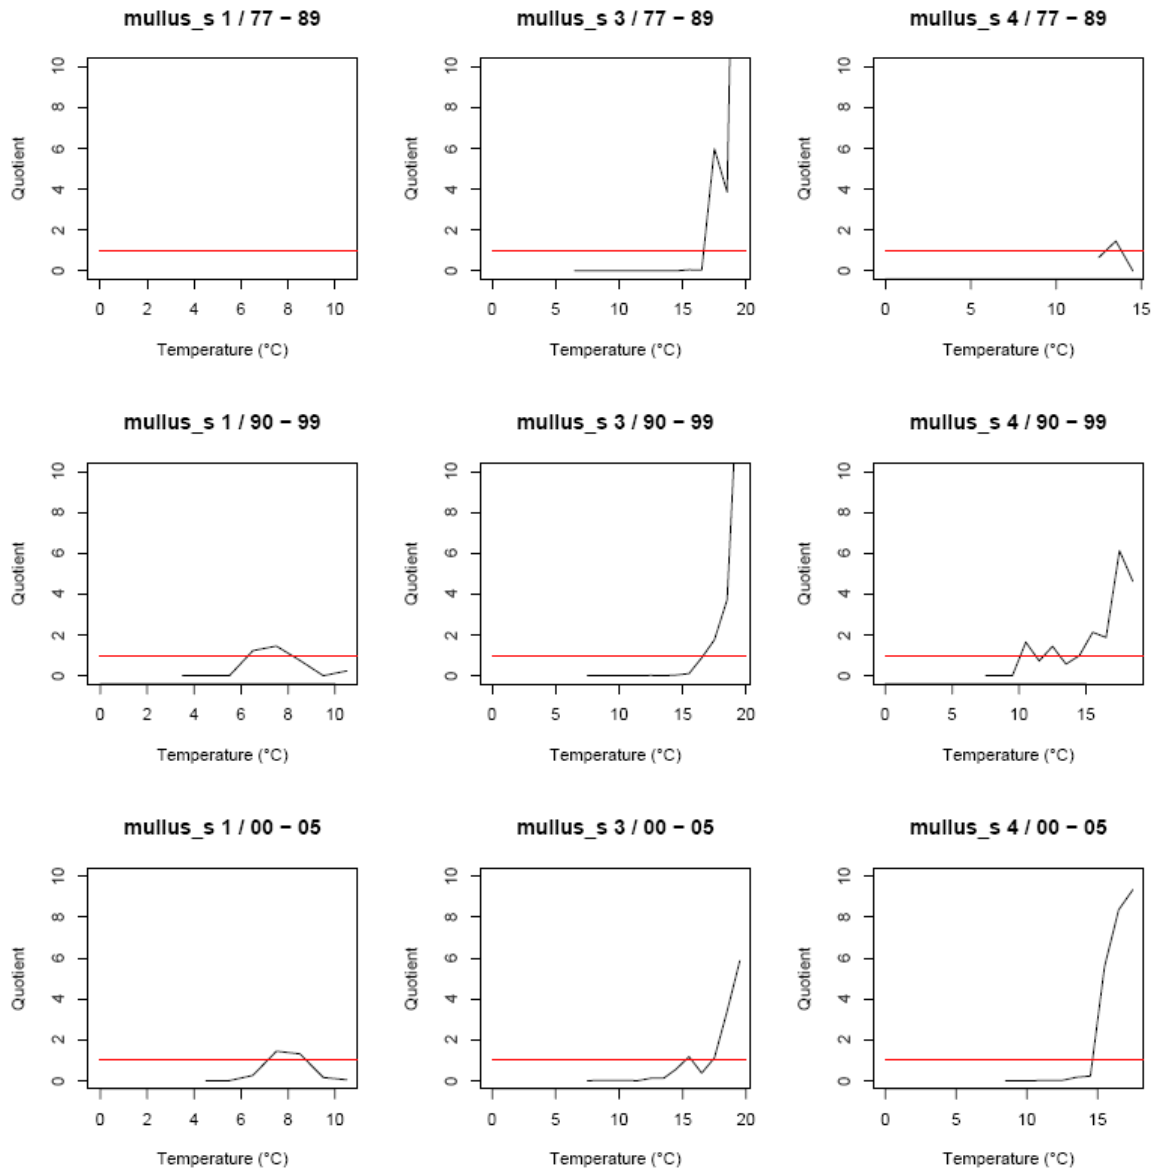 mullus_s 1 / 77 – 89
mullus_s 3 / 77 – 89
mullus_s 4 / 77 – 89
Quotient
0 2 4 6 8 10
0 2 4 6 8 10
Temperature (°C)
Quotient
0 2 4 6 8 10
0 5 10 15 20
Temperature (°C)
Quotient
0 2 4 6 8 10
0 5 10 15
Temperature (°C)
mullus_s 1 / 90 – 99
mullus_s 3 / 90 – 99
mullus_s 4 / 90 – 99
Quotient
0 2 4 6 8 10
0 2 4 6 8 10
Temperature (°C)
Quotient
0 2 4 6 8 10
0 5 10 15 20
Temperature (°C)
Quotient
0 2 4 6 8 10
0 5 10 15
Temperature (°C)
mullus_s 1 / 00 – 05
mullus_s 3 / 00 – 05
mullus_s 4 / 00 – 05
Quotient
0 2 4 6 8 10
0 2 4 6 8 10
Temperature (°C)
Quotient
0 2 4 6 8 10
0 5 10 15 20
Temperature (°C)
Quotient
0 2 4 6 8 10
0 5 10 15
Temperature (°C)